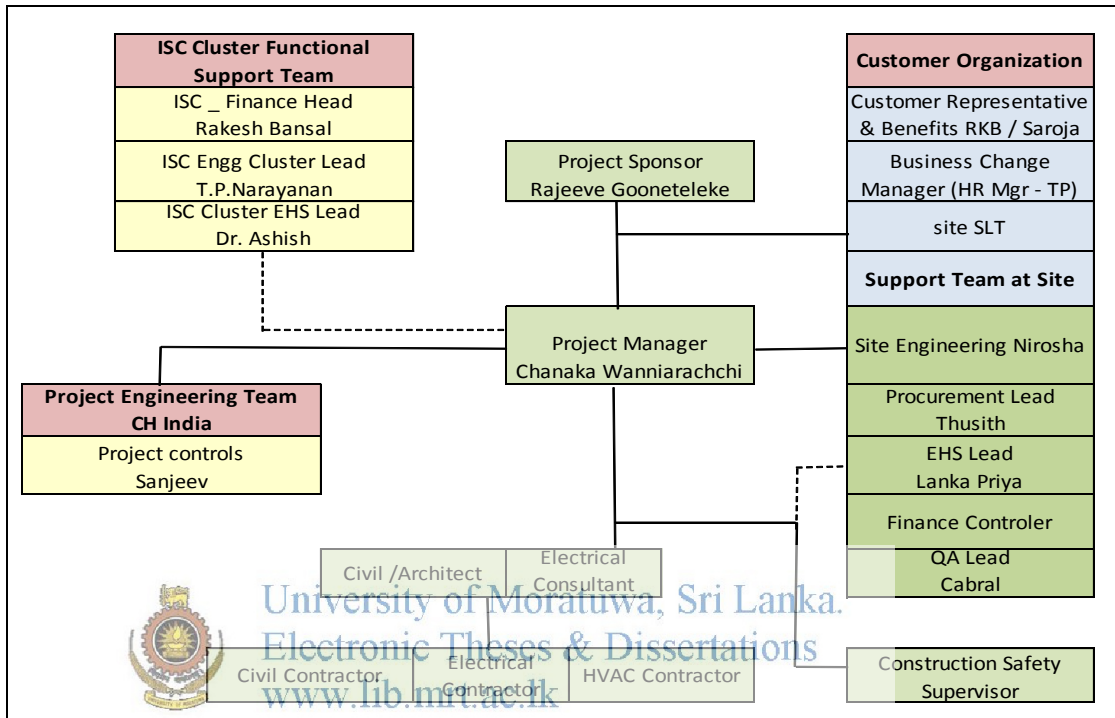 ISC Cluster Functional
Support Team
ISC _ Finance Head
Rakesh Bansal
ISC Engg Cluster Lead
T.P.Narayanan
ISC Cluster EHS Lead
Dr. Ashish
Project Sponsor
Rajeeve Gooneteleke
Customer Organization
Customer Representative
& Benefits RKB / Saroja
Business Change
Manager (HR Mgr - TP)
site SLT
Support Team at Site
Project Manager
Chanaka Wanniarachchi
Site Engineering Nirosha
Procurement Lead
Thusith
EHS Lead
Lanka Priya
Finance Controler
QA Lead
Cabral
Project Engineering Team
CH India
Project controls
Sanjeev
Civil /Architect
Electrical
Consultant
University of Moratuwa, Sri Lanka.
Electronic Theses & Dissertations
www.lib.mrt.ac.lk
Civil Contractor
Electrical
Contractor
HVAC Contractor
Construction Safety
Supervisor